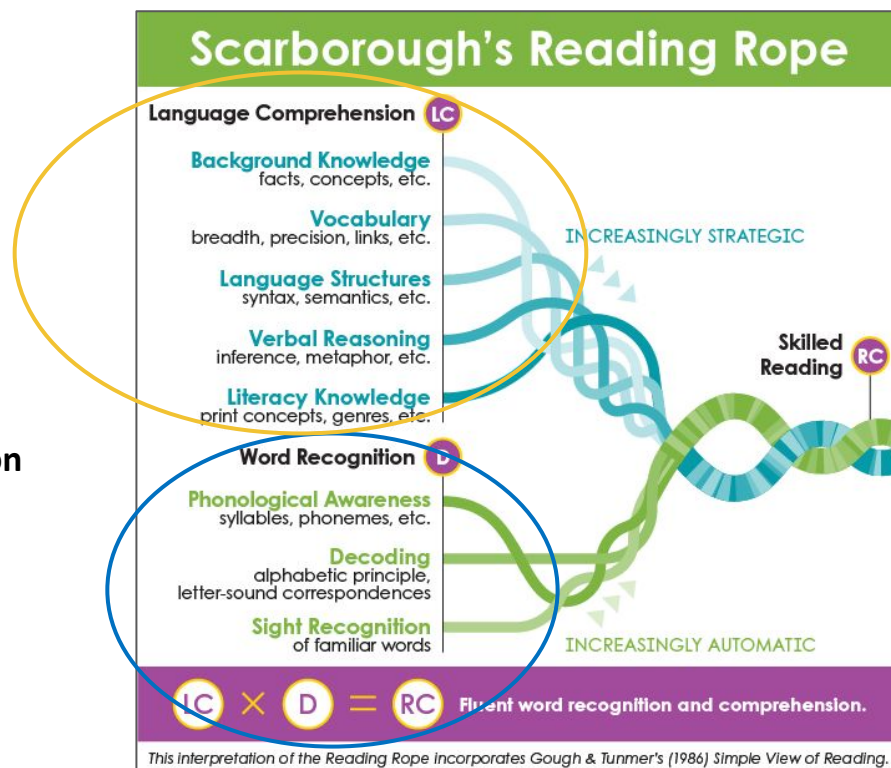 Scarborough's Reading Rope
Language Comprehension LC
Background Knowledge
facts, concepts, etc.
Vocabulary
breadth, precision, links, etc.
INCREASINGLY STRATEGIC
Language Structures
syntax, semantics, etc.
Verbal Reasoning
inference, metaphor, etc.
Skilled
Reading RC
Literacy Knowledge
print concepts, genres, etc.
on
Word Recognition D
Phonological Awareness
syllables, phonemes, etc.
Decoding
alphabetic principle,
letter-sound correspondences
Sight Recognition
of familiar words
INCREASINGLY AUTOMATIC
LC × D = RC Fluent word recognition and comprehension.
This interpretation of the Reading Rope incorporates Gough & Tunmer's (1986) Simple View of Reading.